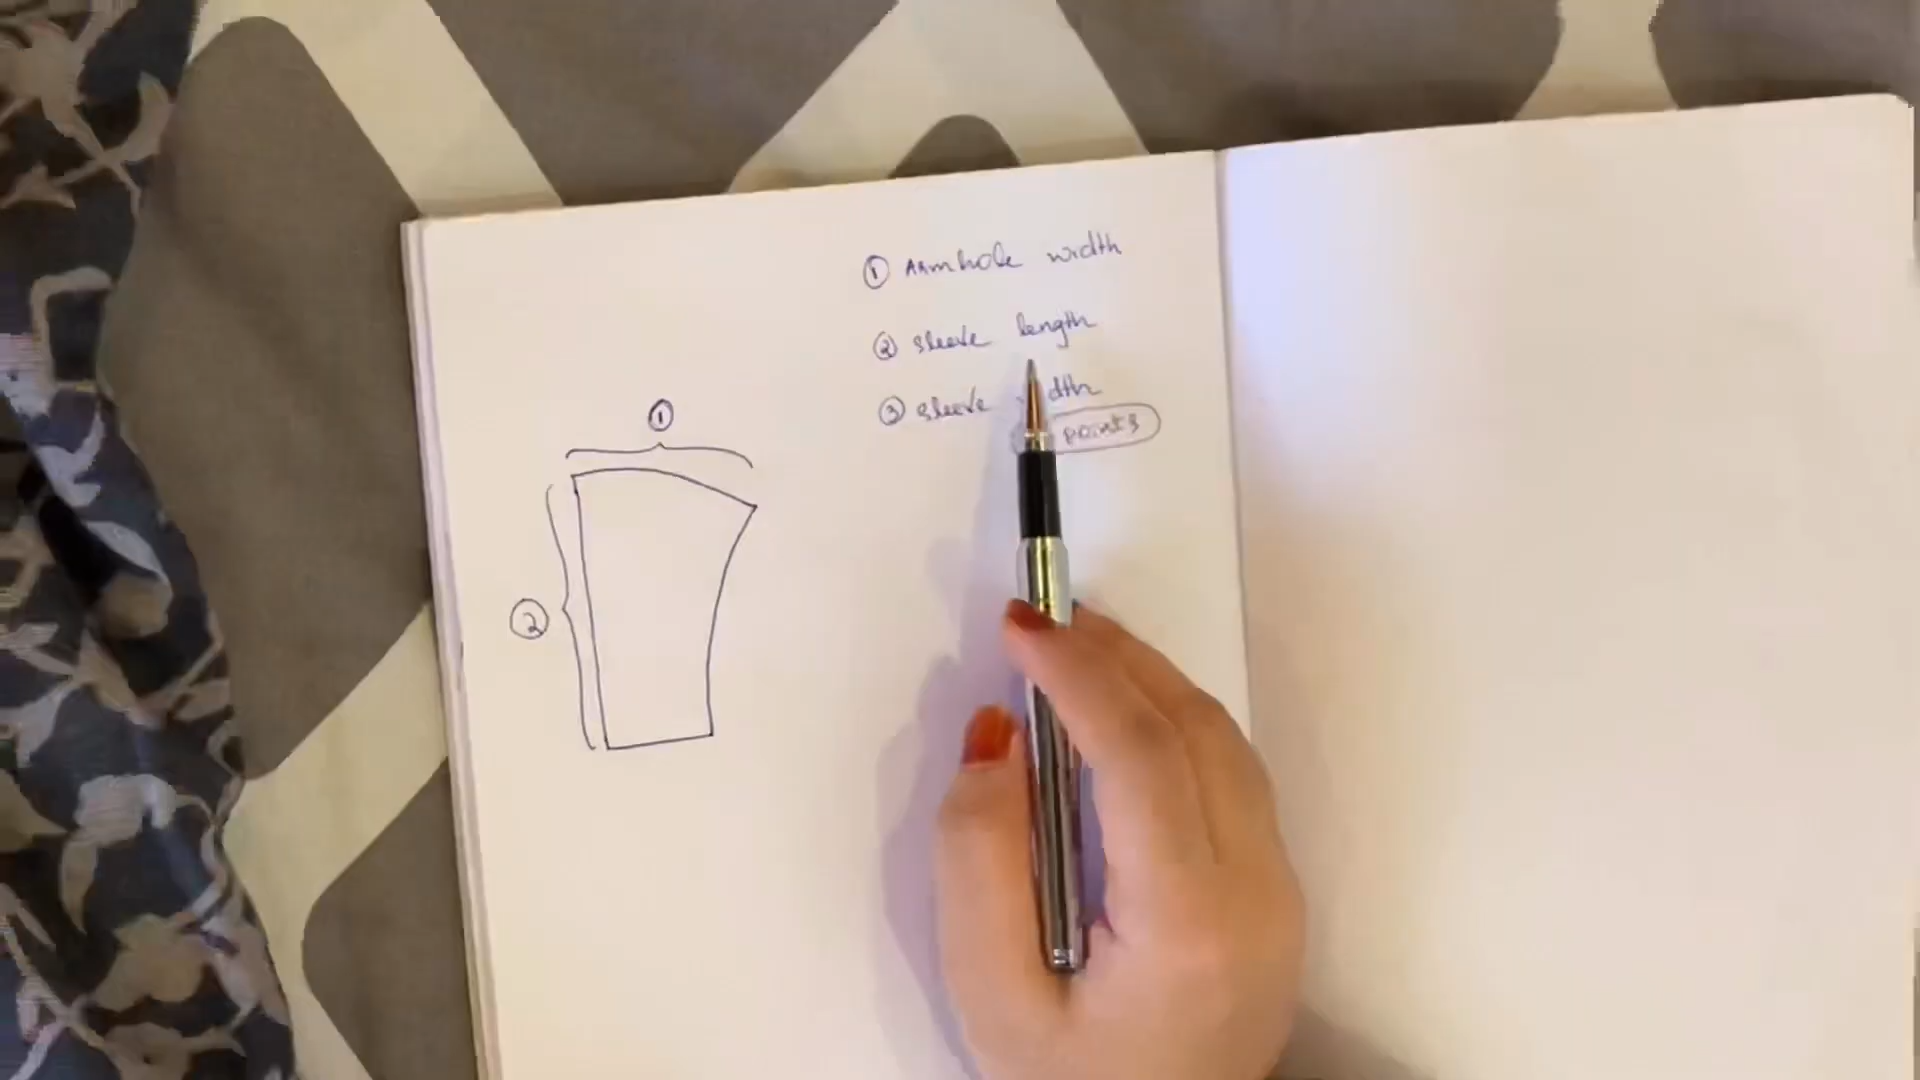 ① Armhole width
② sleeve length
③ sleeve
points
①
②